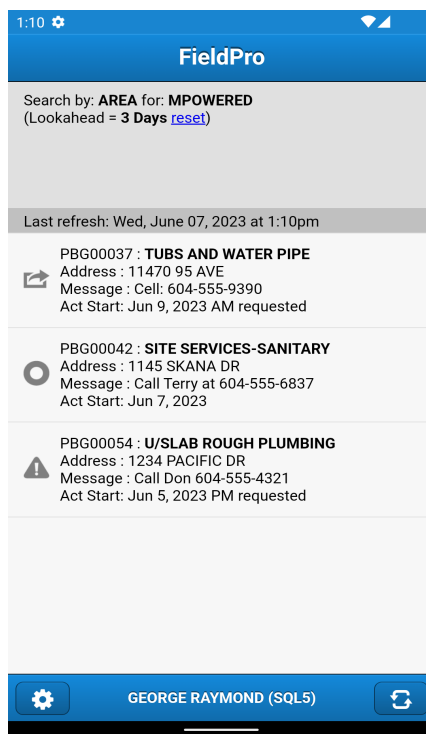 1:10
FieldPro
Search by: AREA for: MPOWERED
(Lookahead = 3 Days reset)
Last refresh: Wed, June 07, 2023 at 1:10pm
PBG00037 : TUBS AND WATER PIPE
Address : 11470 95 AVE
Message : Cell: 604-555-9390
Act Start: Jun 9, 2023 AM requested
PBG00042 : SITE SERVICES-SANITARY
Address : 1145 SKANA DR
Message : Call Terry at 604-555-6837
Act Start: Jun 7, 2023
PBG00054 : U/SLAB ROUGH PLUMBING
Address : 1234 PACIFIC DR
Message : Call Don 604-555-4321
Act Start: Jun 5, 2023 PM requested
GEORGE RAYMOND (SQL5)